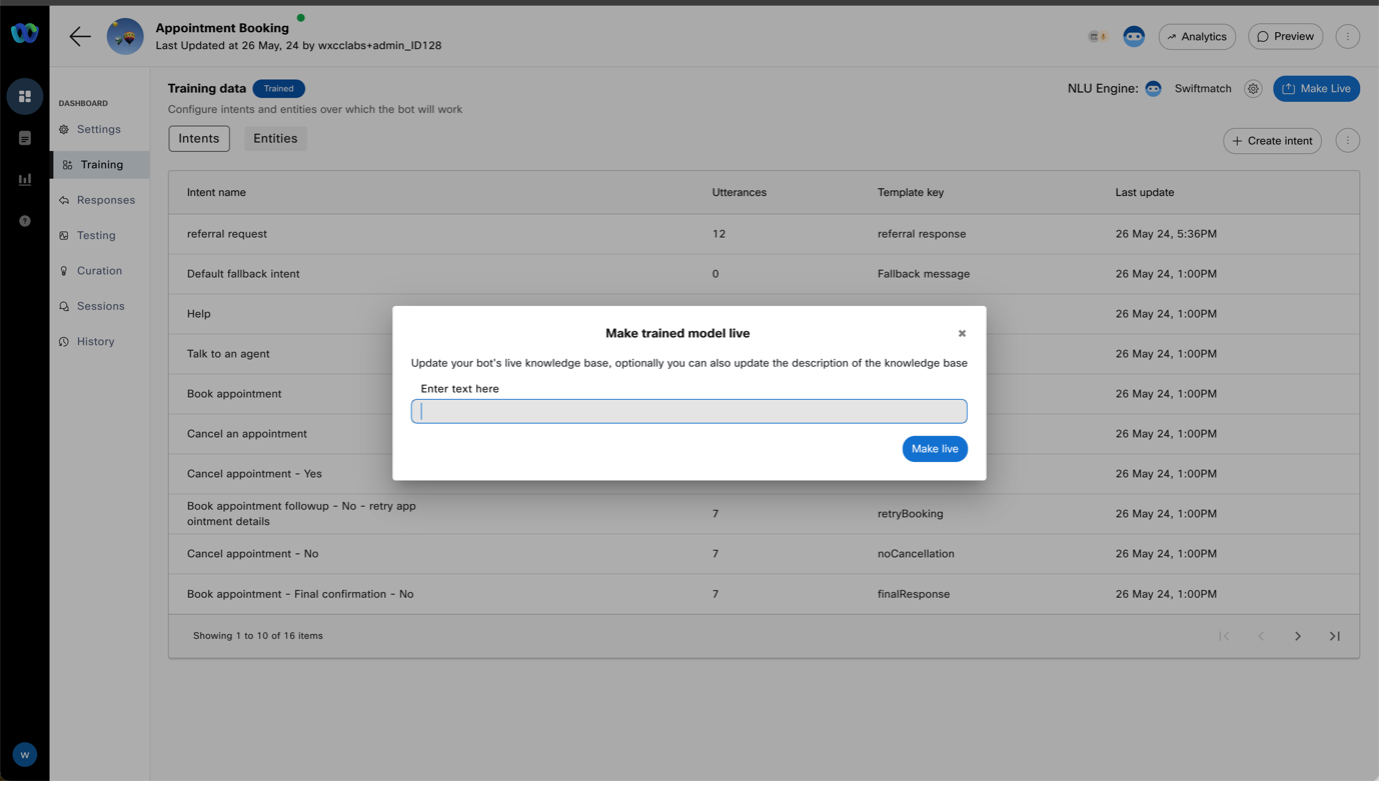 Appointment Booking
Last Updated at 26 May, 24 by wxcclabs+admin_ID128
Analytics
Preview
DASHBOARD
Settings
Training
Responses
Testing
Curation
Sessions
History
Training data
Trained
Configure intents and entities over which the bot will work
NLU Engine:
Swiftmatch
Make Live
Intents
Entities
Create intent
Intent name Utterances Template key Last update
referral request 12 referral response 26 May 24, 5:36PM
Default fallback intent 0 Fallback message 26 May 24, 1:00PM
Help 26 May 24, 1:00PM
Talk to an agent 26 May 24, 1:00PM
Book appointment 26 May 24, 1:00PM
Cancel an appointment 26 May 24, 1:00PM
Cancel appointment - Yes 26 May 24, 1:00PM
Book appointment followup - No - retry app
ointment details 7 retryBooking 26 May 24, 1:00PM
Cancel appointment - No 7 noCancellation 26 May 24, 1:00PM
Book appointment - Final confirmation - No 7 finalResponse 26 May 24, 1:00PM
Showing 1 to 10 of 16 items
Make trained model live
Update your bot's live knowledge base, optionally you can also update the description of the knowledge base
Enter text here
Make live
W